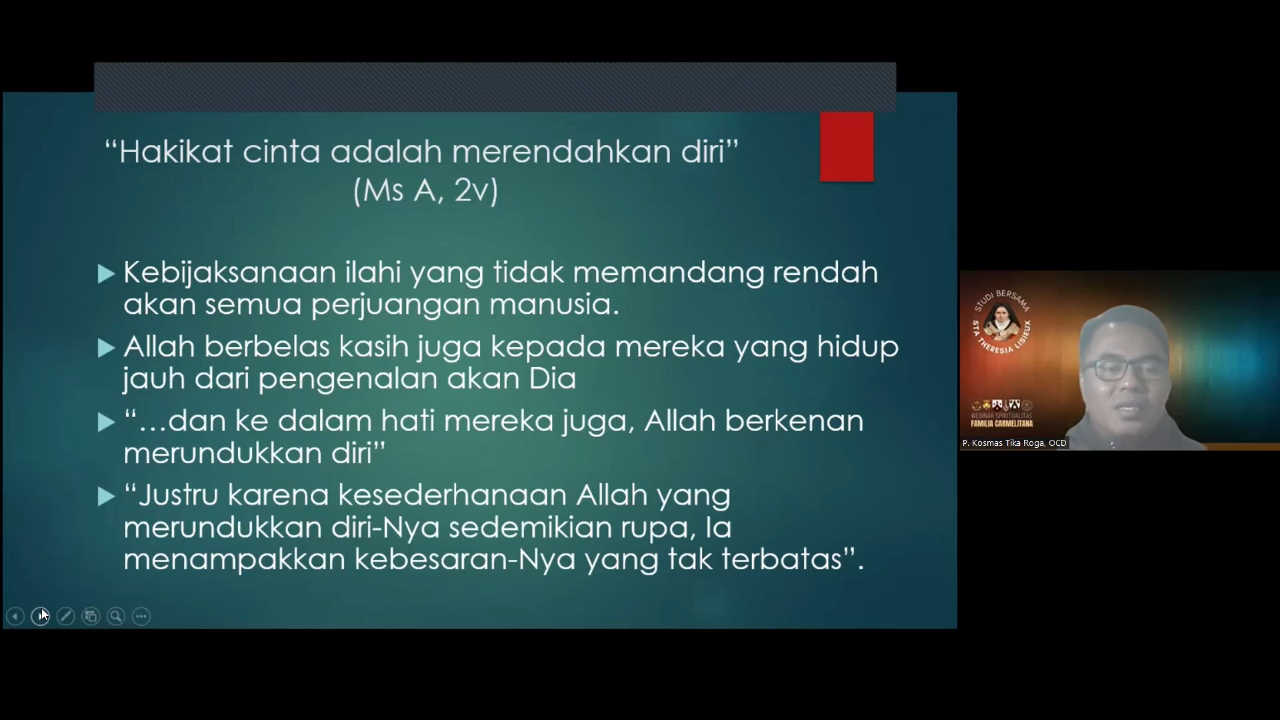 “Hakikat cinta adalah merendahkan diri”
(Ms A, 2v)
Kebijaksanaan ilahi yang tidak memandang rendah
akan semua perjuangan manusia.
Allah berbelas kasih juga kepada mereka yang hidup
jauh dari pengenalan akan Dia
“…dan ke dalam hati mereka juga, Allah berkenan
merundukkan diri”
“Justru karena kesederhanaan Allah yang
merundukkan diri-Nya sedemikian rupa, Ia
menampakkan kebesaran-Nya yang tak terbatas”.
STUDI BERSAMA
STA THERESIA LISIEUX
WEBINAR SPIRITUALITAS
FAMILIA CARMELITANA
P. Kosmas Tika Roga, OCD